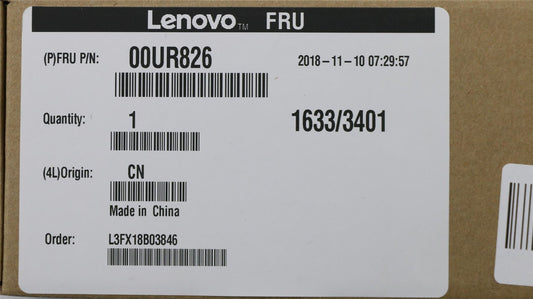 Lenovo™ FRU
(P)FRU P/N: 00UR826 2018-11-10 07:29:57
Quantity: 1 1633/3401
(4L)Origin: CN
Made in China
Order: L3FX18B03846